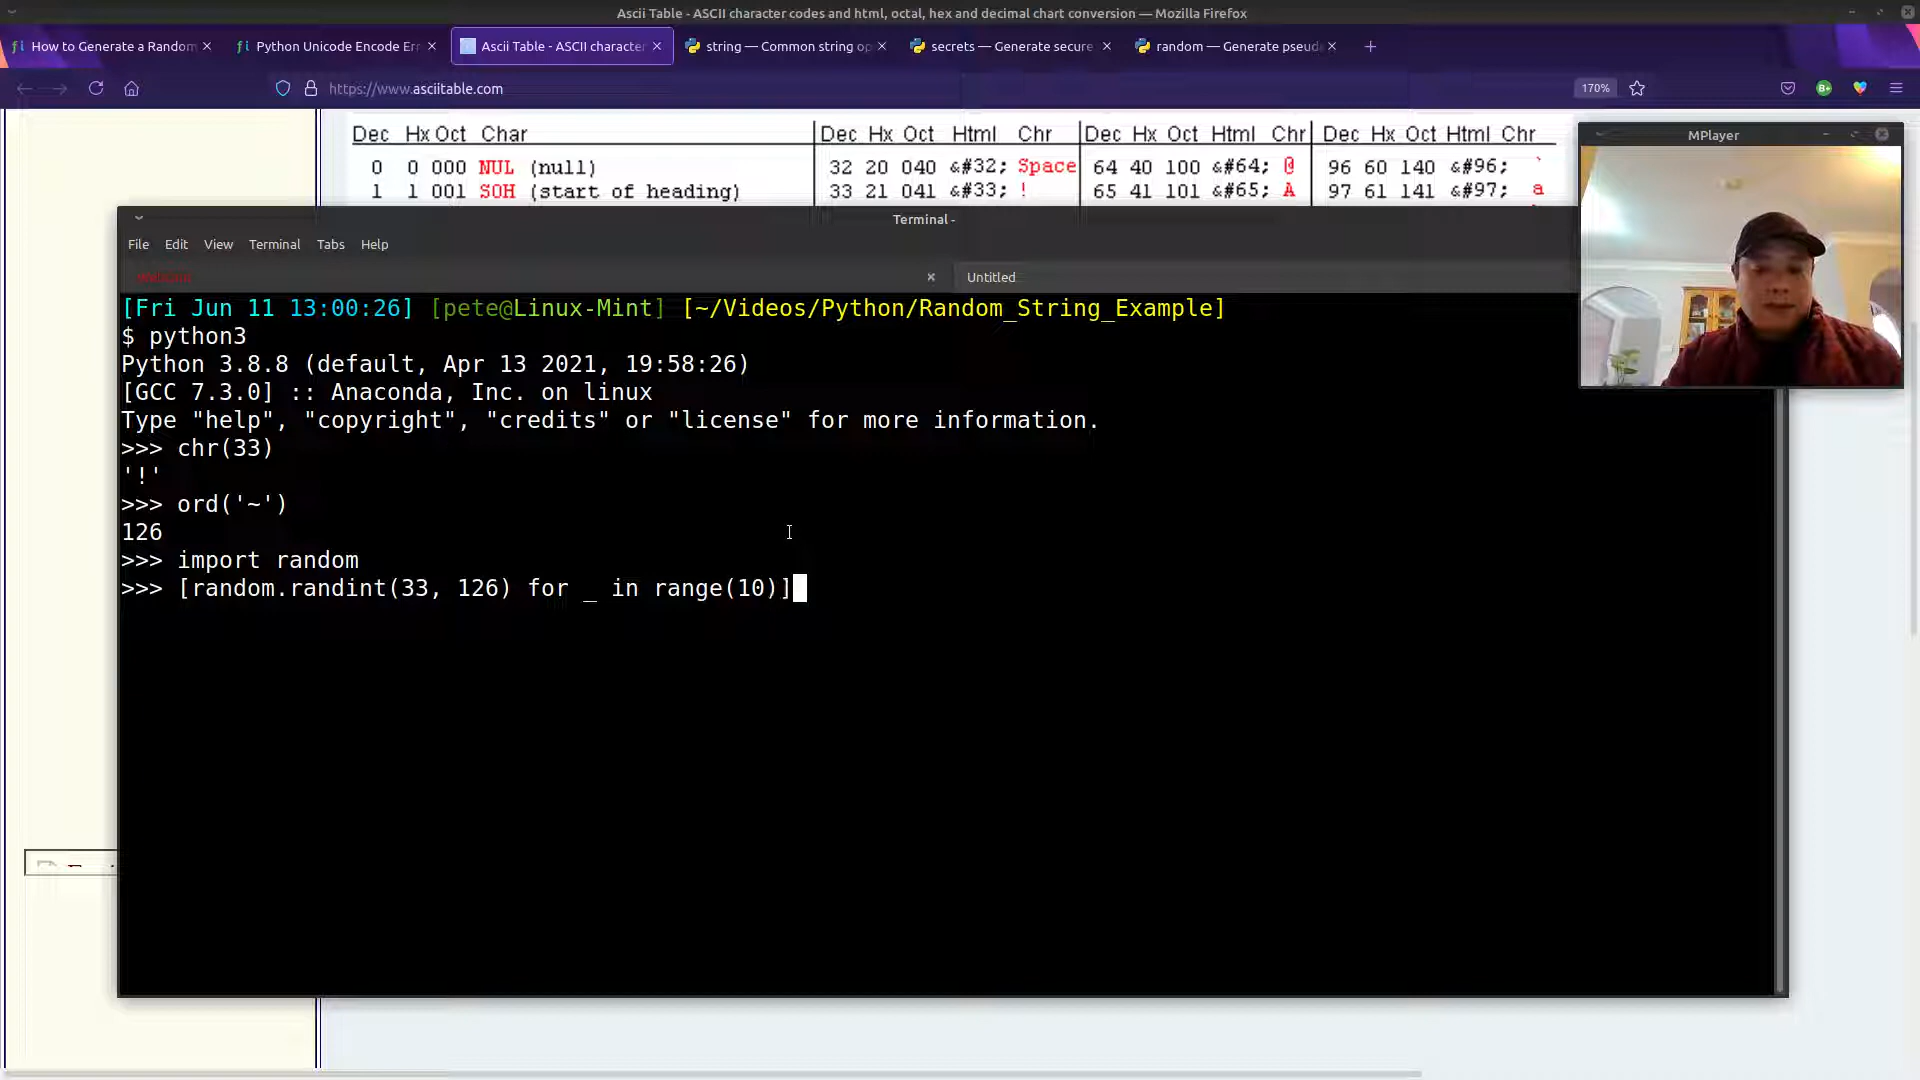 Ascii Table - ASCII character codes and html, octal, hex and decimal chart conversion — Mozilla Firefox
How to Generate a Random
Python Unicode Encode Err
Ascii Table - ASCII character
string — Common string op
secrets — Generate secure
random — Generate pseud
https://www.asciitable.com
170%
Dec Hx Oct Char Dec Hx Oct Html Chr Dec Hx Oct Html Chr Dec Hx Oct Html Chr
0 0 000 NUL (null) 32 20 040 &#32; Space 64 40 100 &#64; @ 96 60 140 &#96; `
1 1 001 SOH (start of heading) 33 21 041 &#33; ! 65 41 101 &#65; A 97 61 141 &#97; a
MPlayer
Terminal -
File Edit View Terminal Tabs Help
Untitled
[Fri Jun 11 13:00:26] [pete@Linux-Mint] [~/Videos/Python/Random_String_Example]
$ python3
Python 3.8.8 (default, Apr 13 2021, 19:58:26)
[GCC 7.3.0] :: Anaconda, Inc. on linux
Type "help", "copyright", "credits" or "license" for more information.
>>> chr(33)
'!'
>>> ord('~')
126
>>> import random
>>> [random.randint(33, 126) for _ in range(10)]